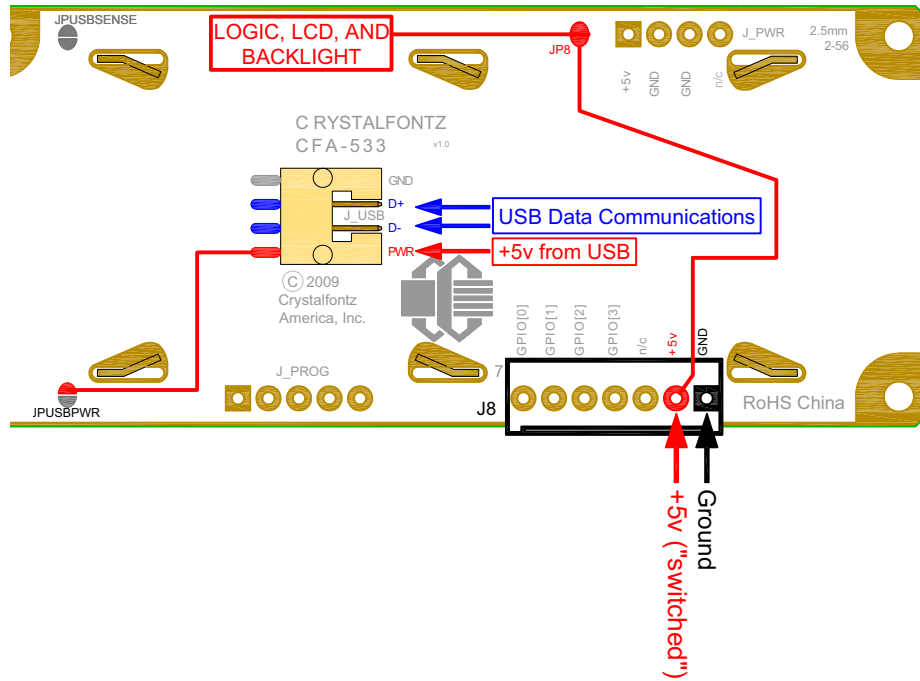 JPUSBSENSE
LOGIC, LCD, AND
BACKLIGHT
JP8
J_PWR
2.5mm
2-56
+5v
GND
GND
n/c
C RYSTALFONTZ
CFA-533
v1.0
GND
D+
J_USB
D-
PWR
USB Data Communications
+5v from USB
C 2009
Crystalfontz
America, Inc.
GPIO[0]
GPIO[1]
GPIO[2]
GPIO[3]
n/c
+5v
GND
J_PROG
7
JPUSBPWR
J8
RoHS China
+5v ("switched")
Ground